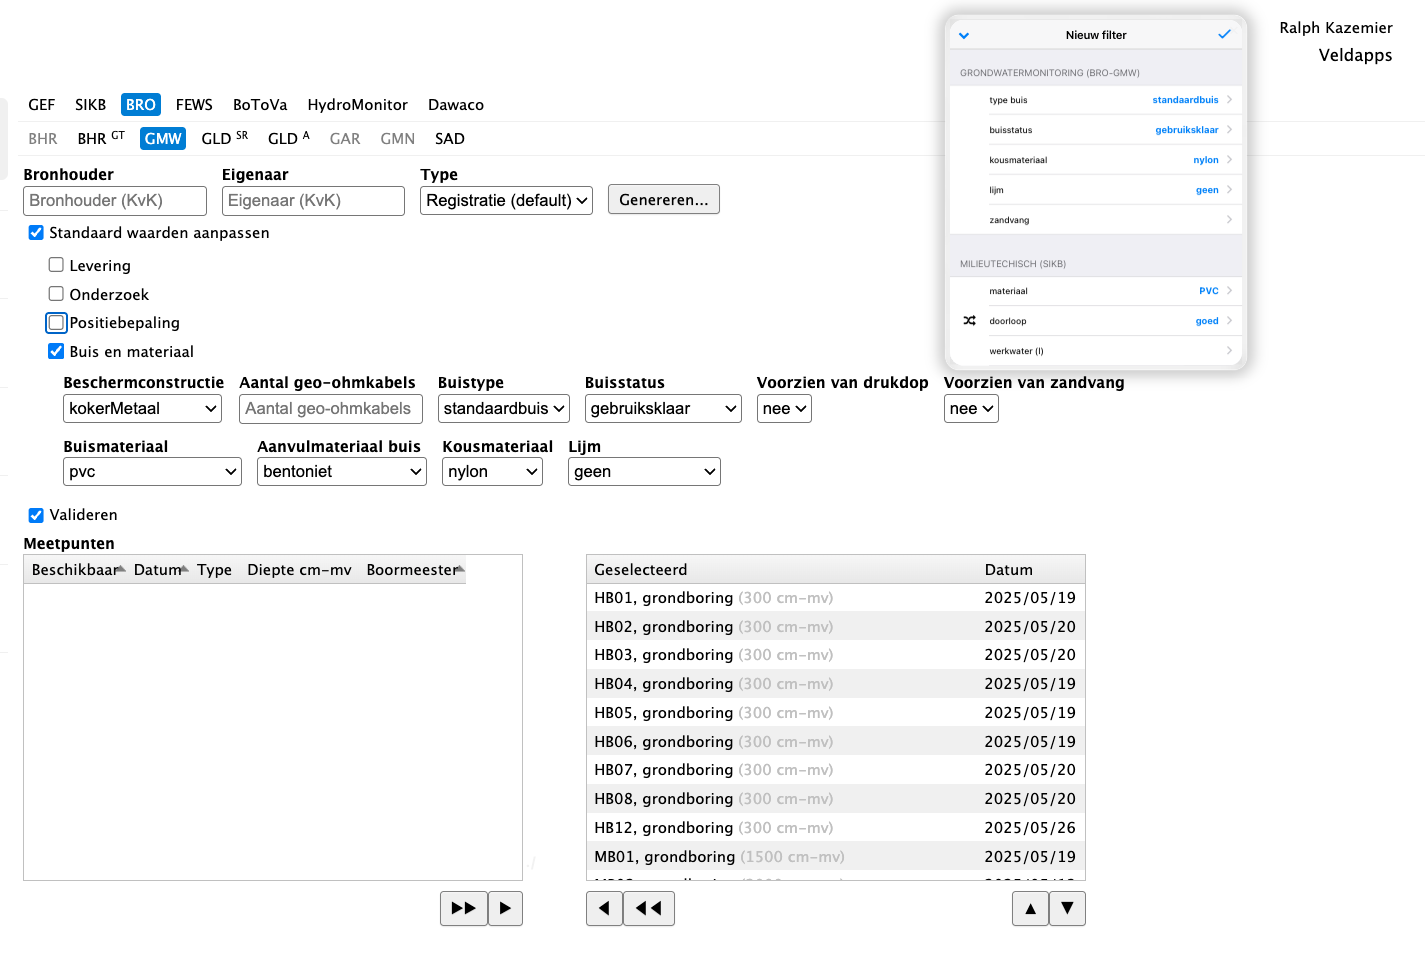 Ralph Kazemier
Veldapps
Nieuw filter
GRONDWATERMONITORING (BRO-GMW)
type buis standaardbuis
buisstatus gebruiksklaar
kousmateriaal nylon
lijm geen
zandvang
MILIEUTECHISCH (SIKB)
materiaal PVC
doorloop goed
werkwater (l)
GEF SIKB BRO FEWS BoToVa HydroMonitor Dawaco
BHR BHR GT GMW GLD SR GLD A GAR GMN SAD
Bronhouder Eigenaar Type
Bronhouder (KvK) Eigenaar (KvK) Registratie (default) Genereren...
Standaard waarden aanpassen
Levering
Onderzoek
Positiebepaling
Buis en materiaal
Beschermconstructie Aantal geo-ohmkabels Buistype Buisstatus Voorzien van drukdop Voorzien van zandvang
kokerMetaal Aantal geo-ohmkabels standaardbuis gebruiksklaar nee nee
Buismateriaal Aanvulmateriaal buis Kousmateriaal Lijm
pvc bentoniet nylon geen
Valideren
Meetpunten
Beschikbaar Datum Type Diepte cm-mv Boormeester
Geselecteerd Datum
HB01, grondboring (300 cm-mv) 2025/05/19
HB02, grondboring (300 cm-mv) 2025/05/20
HB03, grondboring (300 cm-mv) 2025/05/20
HB04, grondboring (300 cm-mv) 2025/05/19
HB05, grondboring (300 cm-mv) 2025/05/19
HB06, grondboring (300 cm-mv) 2025/05/19
HB07, grondboring (300 cm-mv) 2025/05/20
HB08, grondboring (300 cm-mv) 2025/05/20
HB12, grondboring (300 cm-mv) 2025/05/26
MB01, grondboring (1500 cm-mv) 2025/05/19